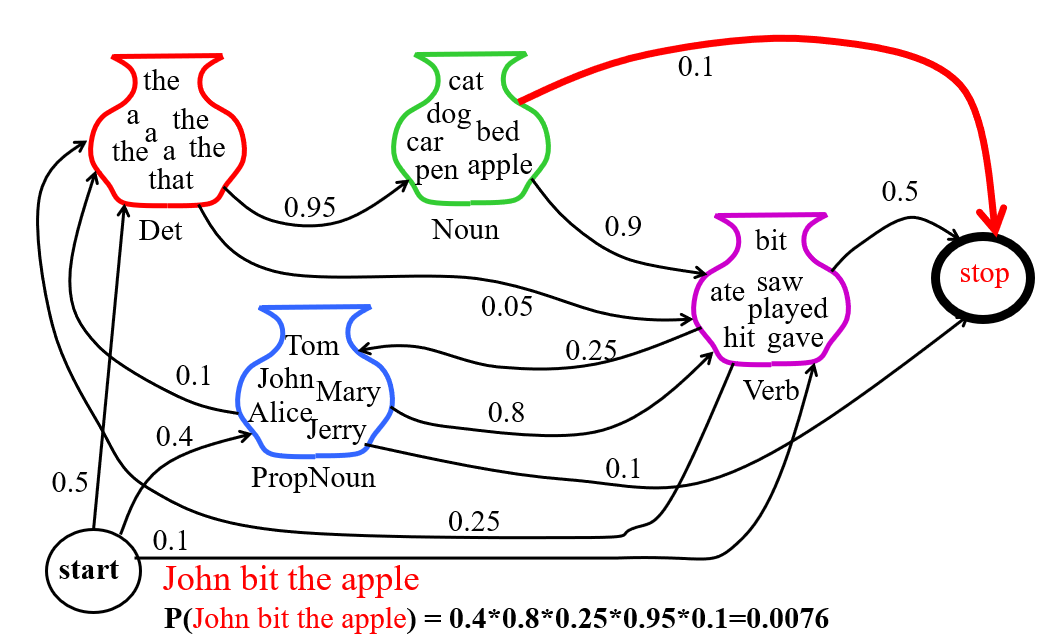 the
a
the
a
the
a
the
that
Det
0.95
cat
dog
bed
car
pen
apple
Noun
0.1
0.9
0.5
bit
ate
saw
played
hit
gave
Verb
stop
0.05
0.25
Tom
John
Mary
Alice
Jerry
PropNoun
0.1
0.4
0.8
0.1
0.5
0.25
0.1
start
John bit the apple
P(John bit the apple) = 0.4*0.8*0.25*0.95*0.1=0.0076